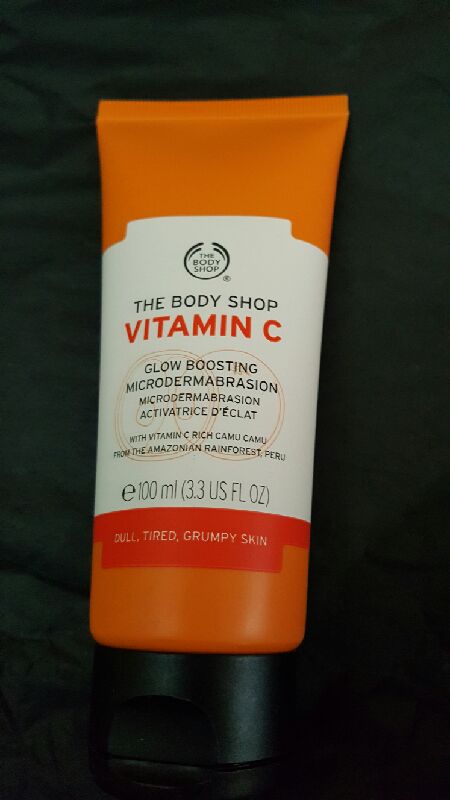 THE
BODY
SHOP
®
THE BODY SHOP
VITAMIN C
GLOW BOOSTING
MICRODERMABRASION
MICRODERMABRASION
ACTIVATRICE D'ÉCLAT
WITH VITAMIN C RICH CAMU CAMU
FROM THE AMAZONIAN RAINFOREST, PERU
℮ 100 ml (3.3 US FL OZ)
DULL, TIRED, GRUMPY SKIN